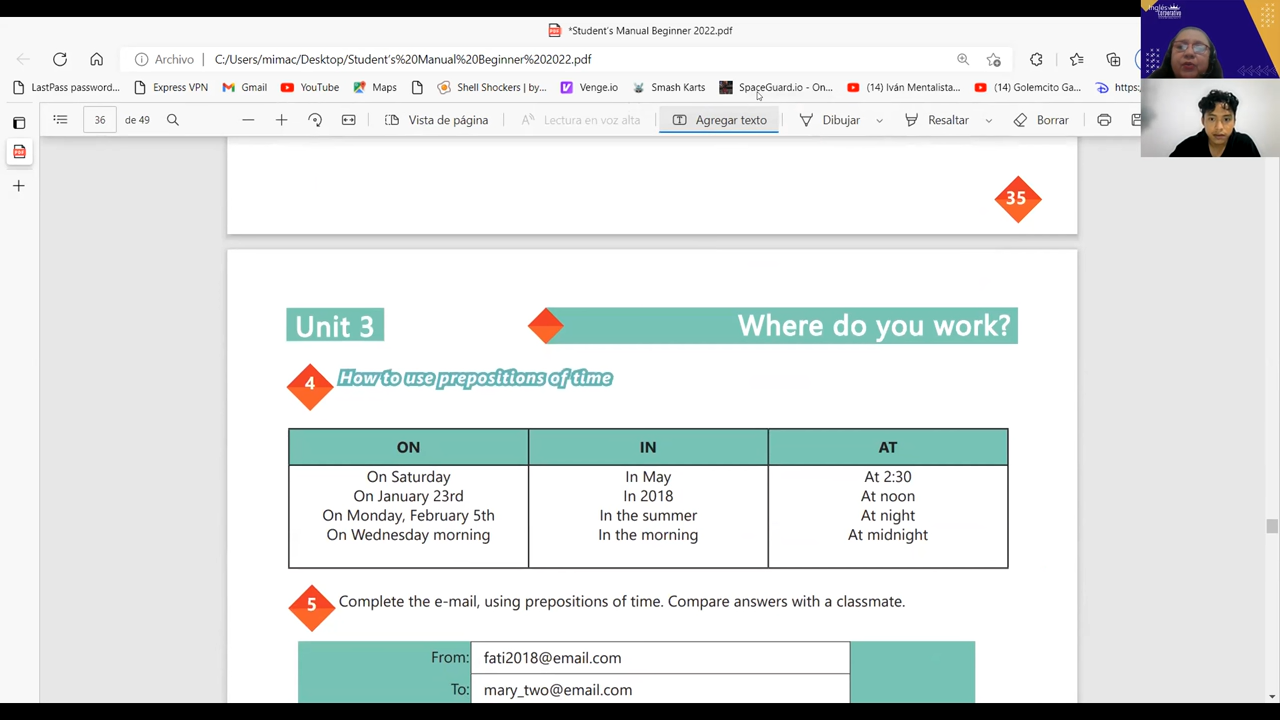 *Student's Manual Beginner 2022.pdf
Archivo C:/Users/mimac/Desktop/Student's%20Manual%20Beginner%202022.pdf
LastPass password... Express VPN Gmail YouTube Maps Shell Shockers | by... Venge.io Smash Karts SpaceGuard.io - On... (14) Iván Mentalista... (14) Golemcito Ga... https:
36 de 49 Vista de página Lectura en voz alta Agregar texto Dibujar Resaltar Borrar
Inglés
Corporativo
35
Unit 3 Where do you work?
4 How to use prepositions of time
ON IN AT
On Saturday In May At 2:30
On January 23rd In 2018 At noon
On Monday, February 5th In the summer At night
On Wednesday morning In the morning At midnight
5 Complete the e-mail, using prepositions of time. Compare answers with a classmate.
From: fati2018@email.com
To: mary_two@email.com